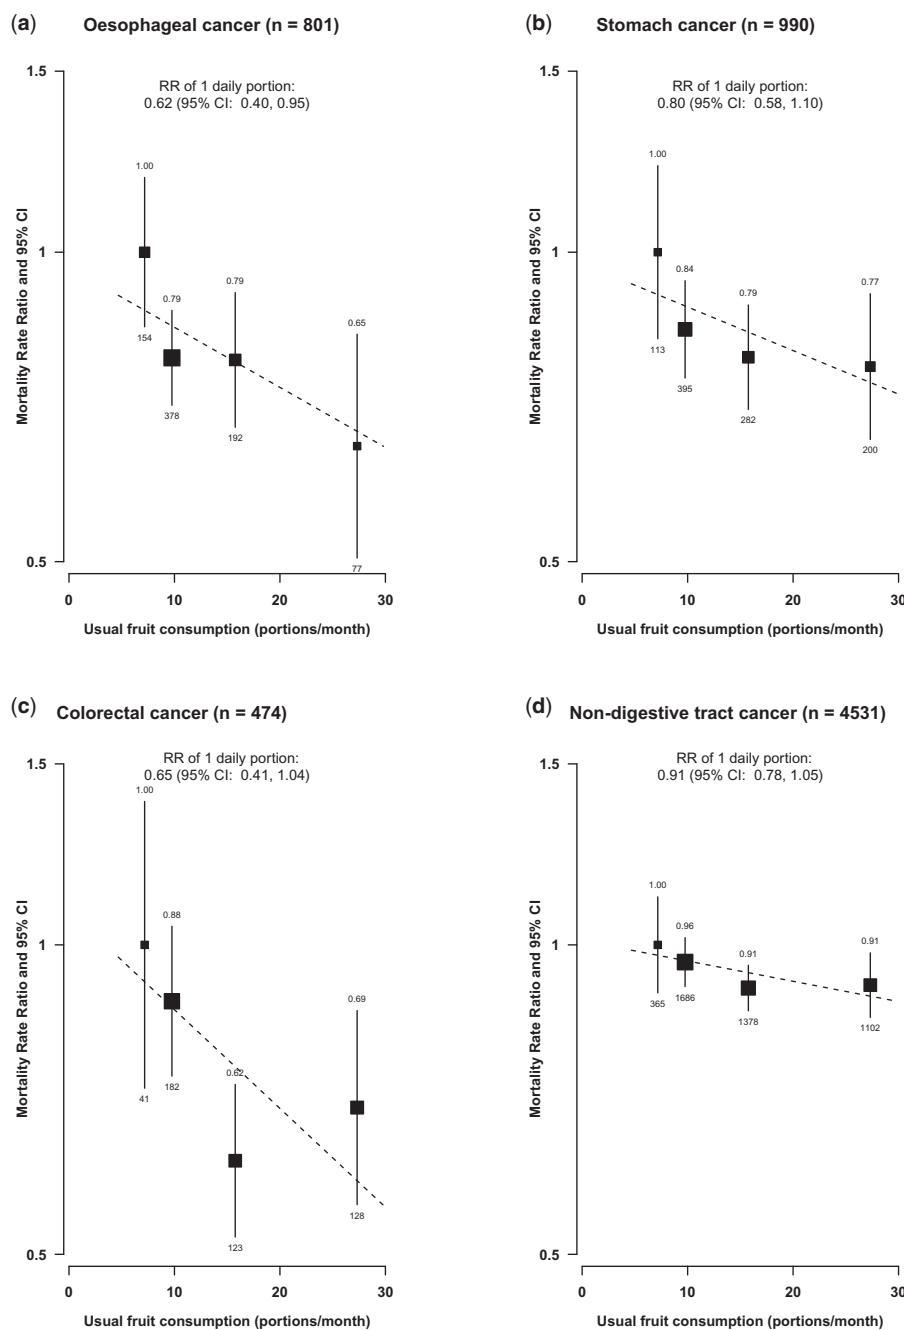 (a) Oesophageal cancer (n = 801)
RR of 1 daily portion:
0.62 (95% CI: 0.40, 0.95)
Mortality Rate Ratio and 95% CI
1.5
1
0.5
1.00
154
0.79
378
0.79
192
0.65
77
0 10 20 30
Usual fruit consumption (portions/month)
(b) Stomach cancer (n = 990)
RR of 1 daily portion:
0.80 (95% CI: 0.58, 1.10)
Mortality Rate Ratio and 95% CI
1.5
1
0.5
1.00
113
0.84
395
0.79
282
0.77
200
0 10 20 30
Usual fruit consumption (portions/month)
(c) Colorectal cancer (n = 474)
RR of 1 daily portion:
0.65 (95% CI: 0.41, 1.04)
Mortality Rate Ratio and 95% CI
1.5
1
0.5
1.00
41
0.88
182
0.62
123
0.69
128
0 10 20 30
Usual fruit consumption (portions/month)
(d) Non-digestive tract cancer (n = 4531)
RR of 1 daily portion:
0.91 (95% CI: 0.78, 1.05)
Mortality Rate Ratio and 95% CI
1.5
1
0.5
1.00
365
0.96
1686
0.91
1378
0.91
1102
0 10 20 30
Usual fruit consumption (portions/month)